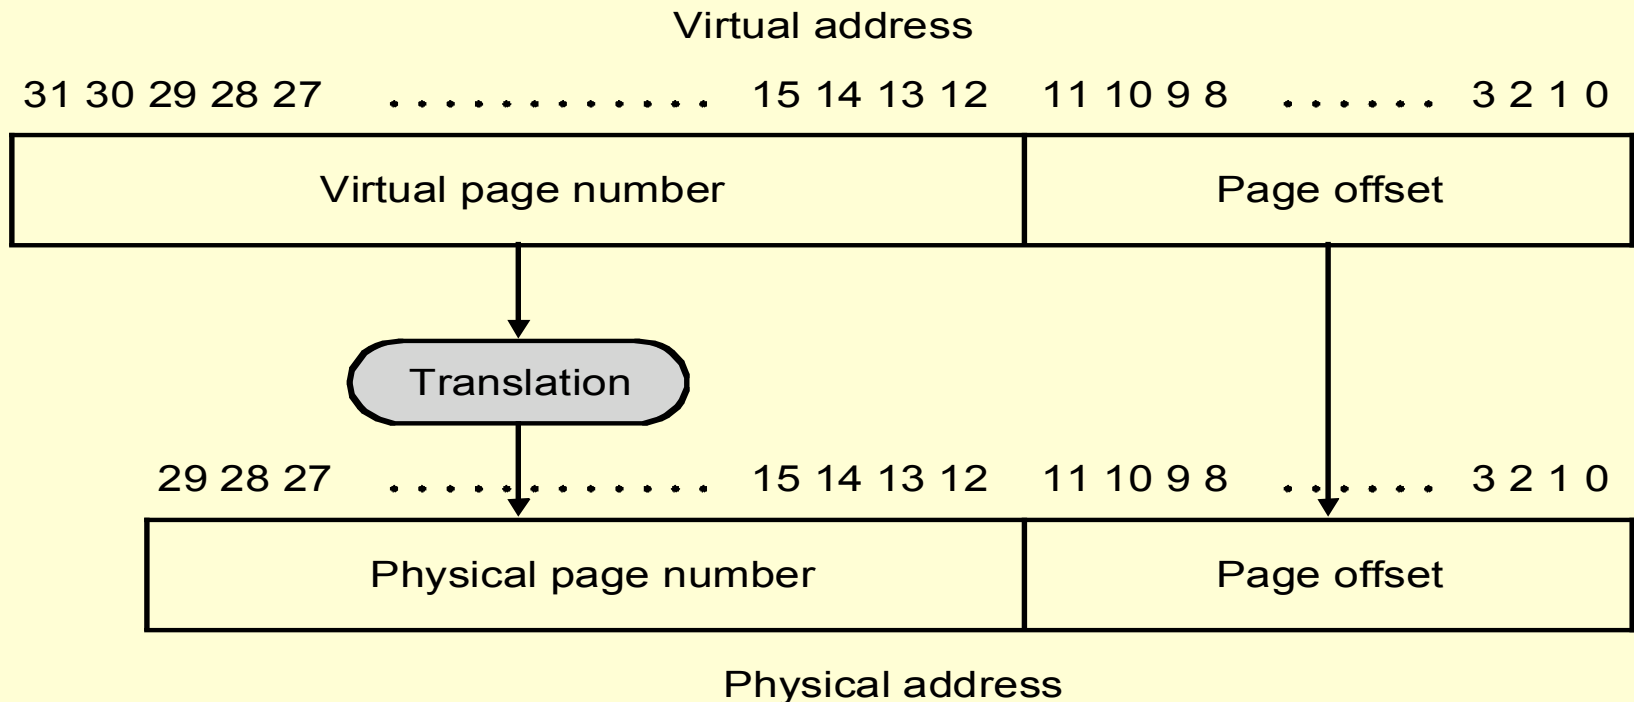 Virtual address
31 30 29 28 27 ............ 15 14 13 12 11 10 9 8 ...... 3 2 1 0
Virtual page number Page offset
Translation
29 28 27 ............ 15 14 13 12 11 10 9 8 ...... 3 2 1 0
Physical page number Page offset
Physical address